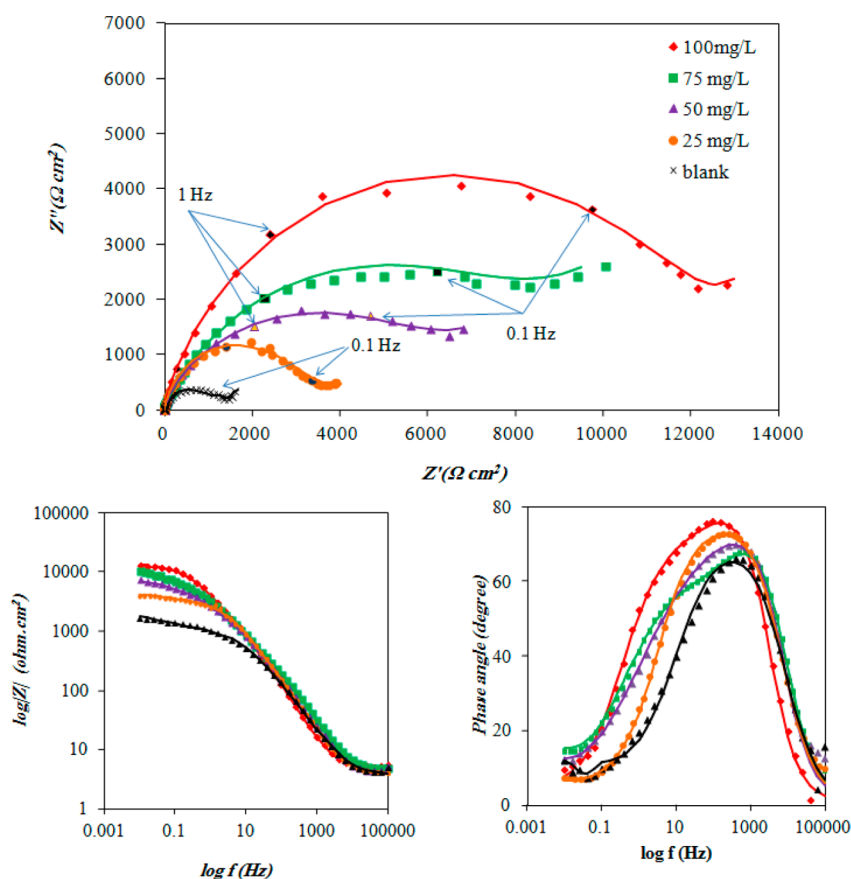 7000
6000
5000
4000
3000
2000
1000
0
Z''(Ω cm²)
0 2000 4000 6000 8000 10000 12000 14000
Z'(Ω cm²)
100mg/L
75 mg/L
50 mg/L
25 mg/L
blank
1 Hz
0.1 Hz
0.1 Hz
100000
10000
1000
100
10
1
log/Z/ (ohm.cm²)
0.001 0.1 10 1000 100000
log f (Hz)
80
60
40
20
0
Phane angle (degree)
0.001 0.1 10 1000 100000
log f (Hz)